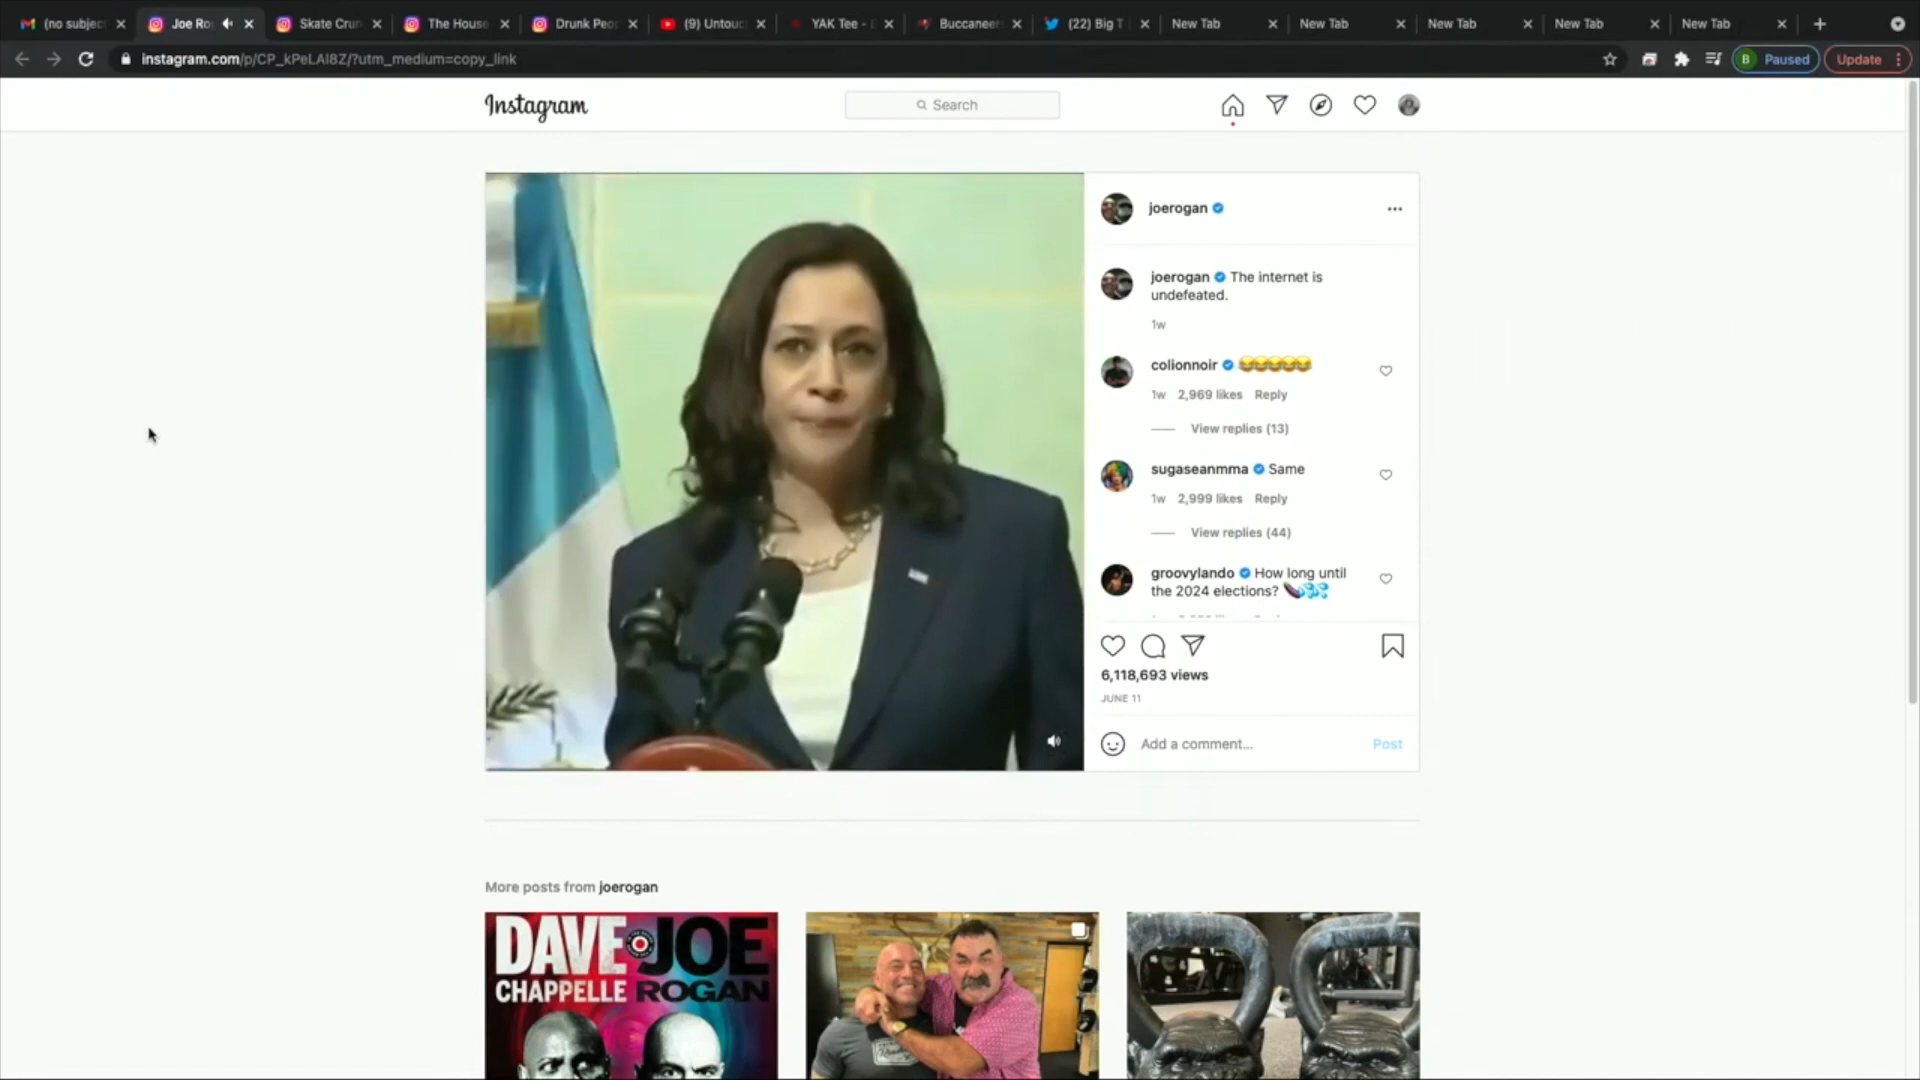 (no subject
Joe Ro
Skate Crun
The House
Drunk Peo
(9) Untouc
YAK Tee - B
Buccaneer
(22) Big T
New Tab
New Tab
New Tab
New Tab
New Tab
instagram.com/p/CP_kPeLAl8Z/?utm_medium=copy_link
B Paused
Update
Instagram
Search
joerogan
joerogan The internet is
undefeated.
1w
colionnoir 😂😂😂😂😂
1w 2,969 likes Reply
View replies (13)
sugaseanmma Same
1w 2,999 likes Reply
View replies (44)
groovylando How long until
the 2024 elections? 🍆💦💦
6,118,693 views
JUNE 11
Add a comment...
Post
More posts from joerogan
DAVE JOE
CHAPPELLE ROGAN